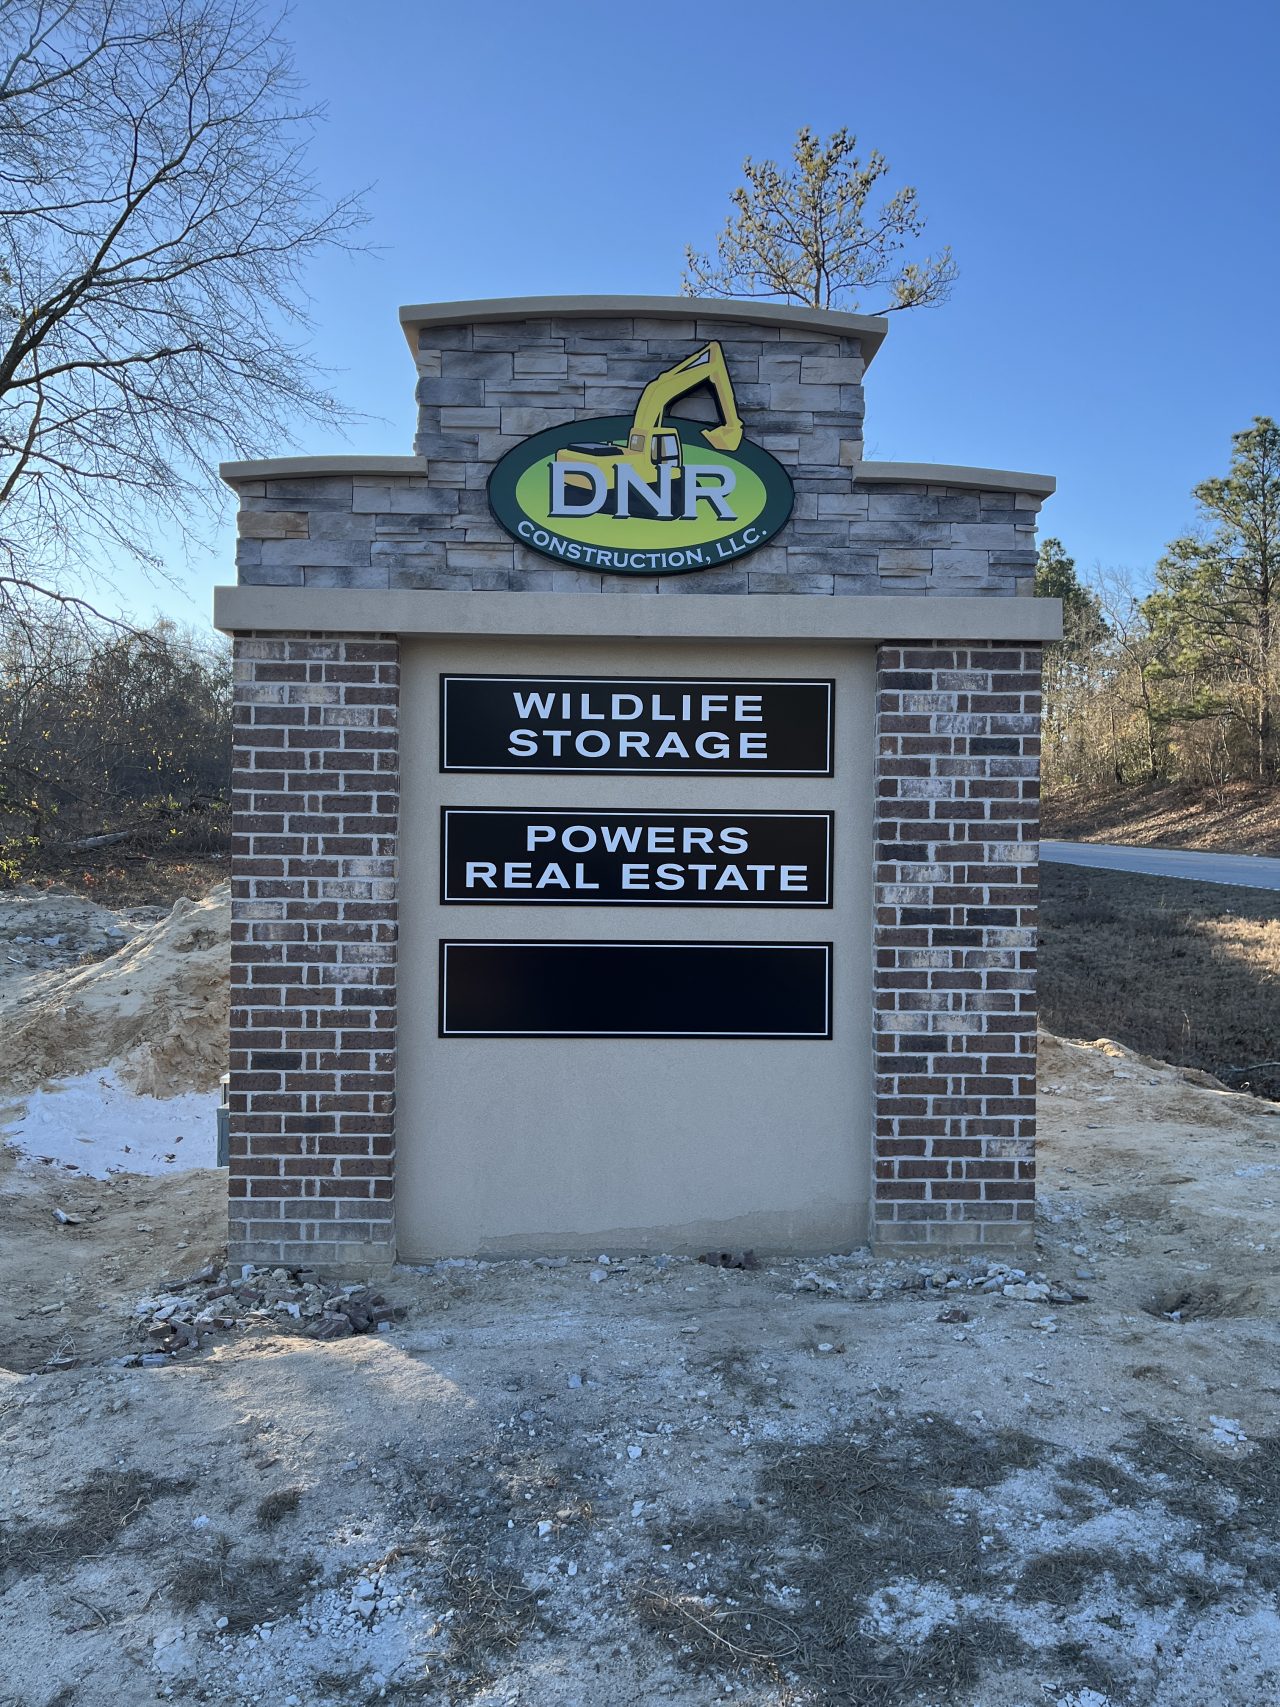 DNR
CONSTRUCTION, LLC.
WILDLIFE
STORAGE
POWERS
REAL ESTATE